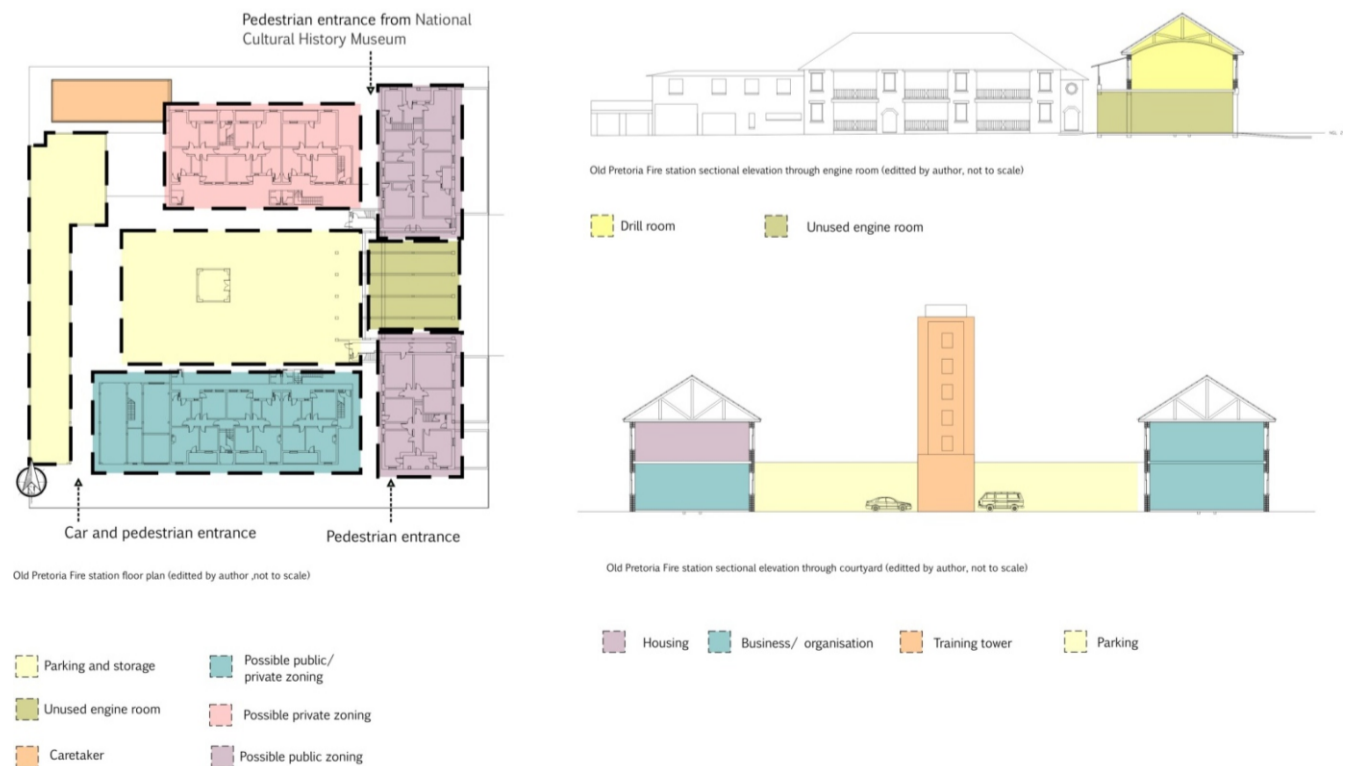 Pedestrian entrance from National
Cultural History Museum
Car and pedestrian entrance
Pedestrian entrance
Old Pretoria Fire station floor plan (editted by author ,not to scale)
Parking and storage
Unused engine room
Caretaker
Possible public/
private zoning
Possible private zoning
Possible public zoning
Old Pretoria Fire station sectional elevation through engine room (editted by author, not to scale)
Drill room
Unused engine room
Old Pretoria Fire station sectional elevation through courtyard (editted by author, not to scale)
Housing
Business/ organisation
Training tower
Parking